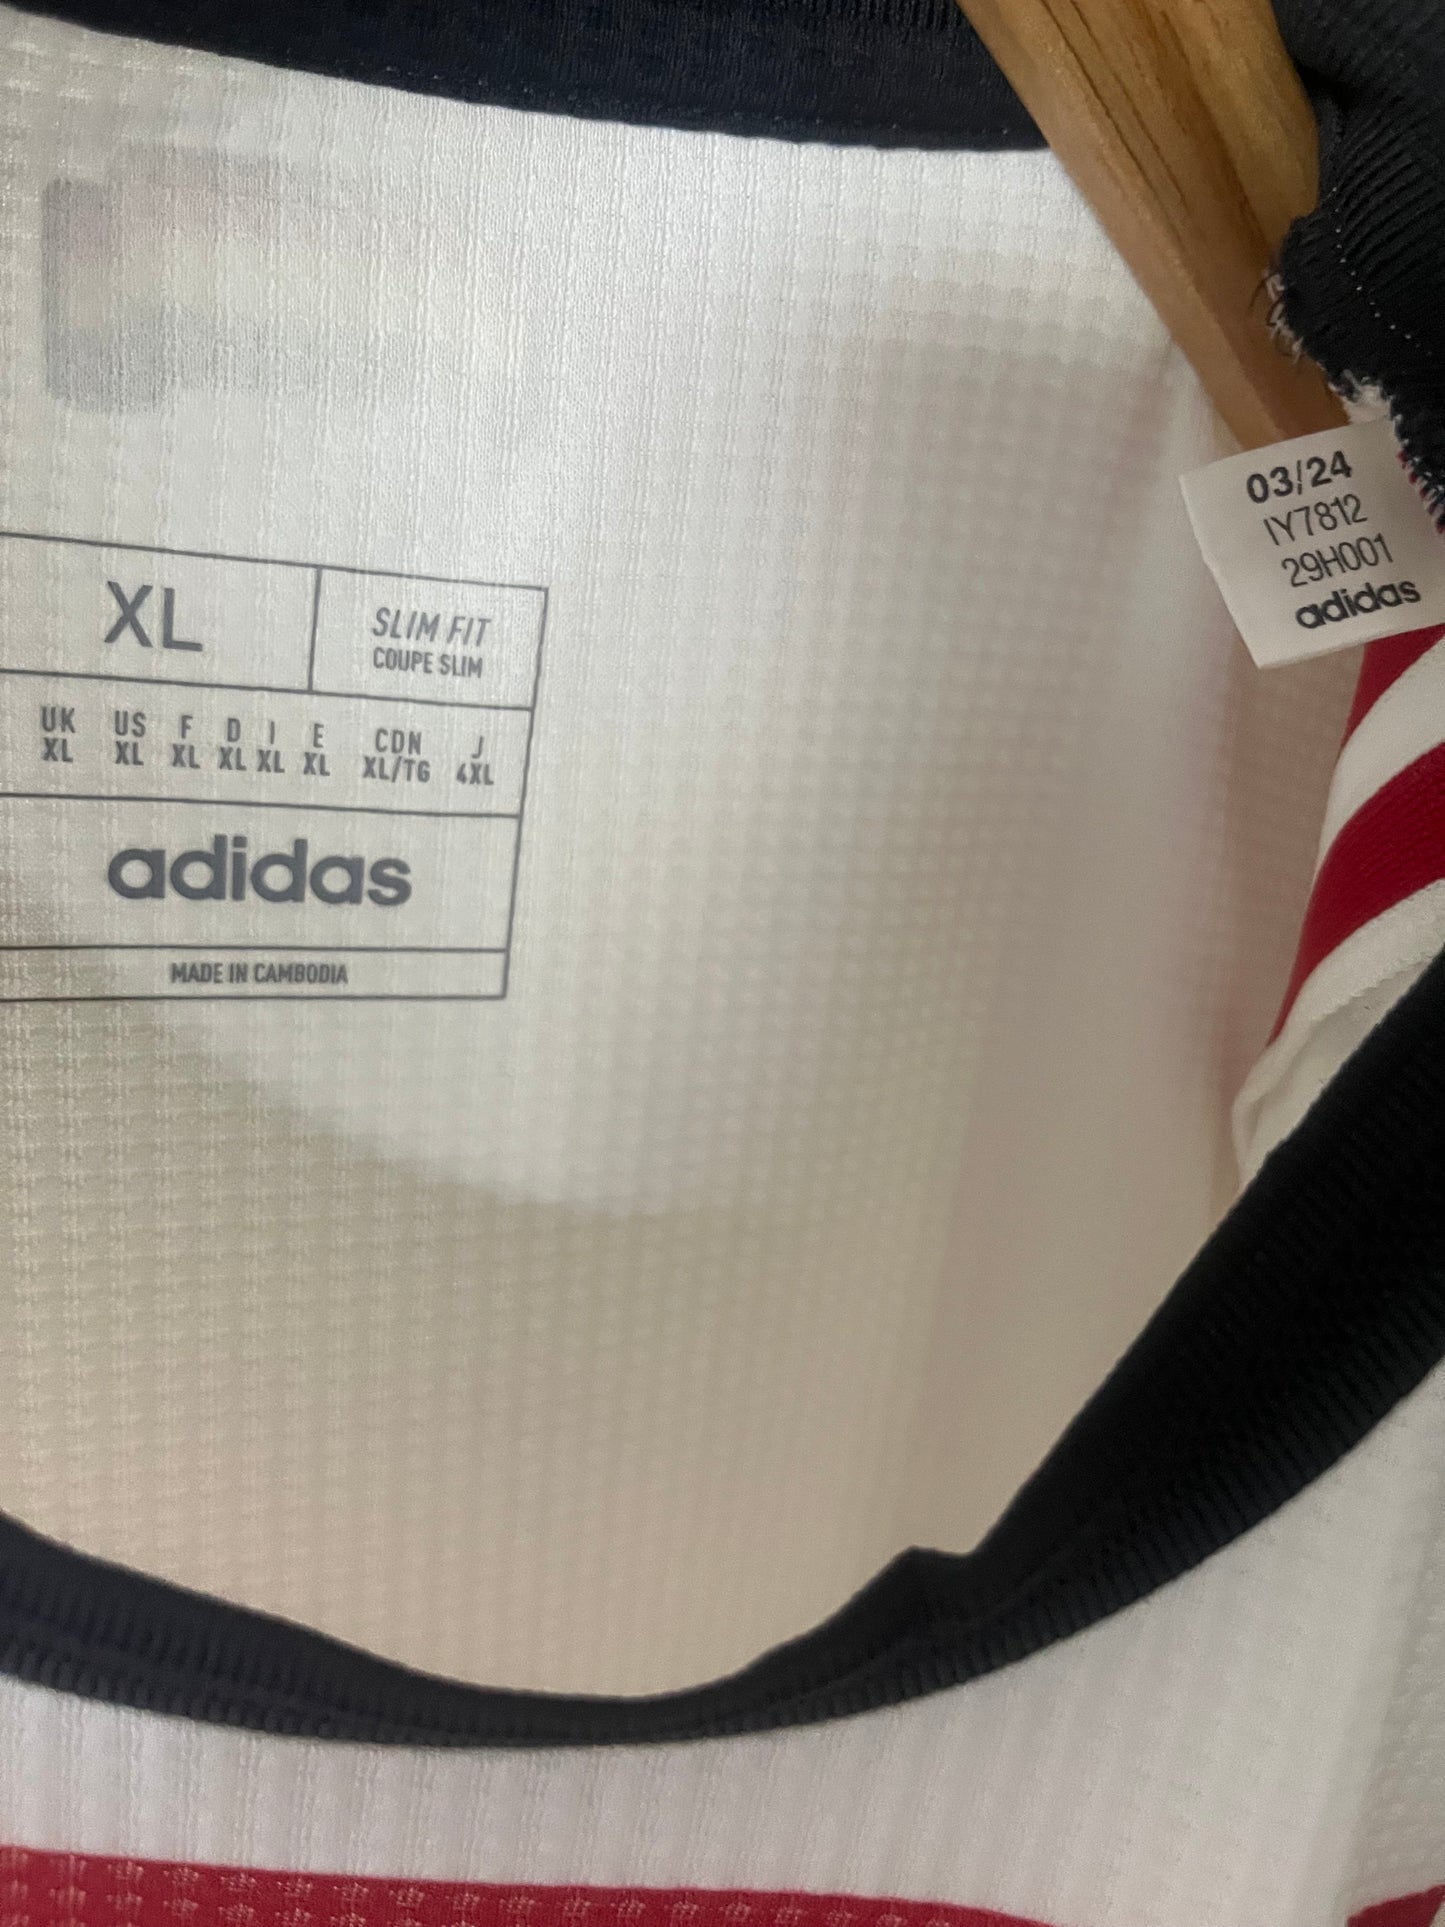 03/24
IY7812
29H001
adidas
XL
SLIM FIT
COUPE SLIM
UK US F D I E CDN J
XL XL XL XL XL XL XL/TG 4XL
adidas
MADE IN CAMBODIA